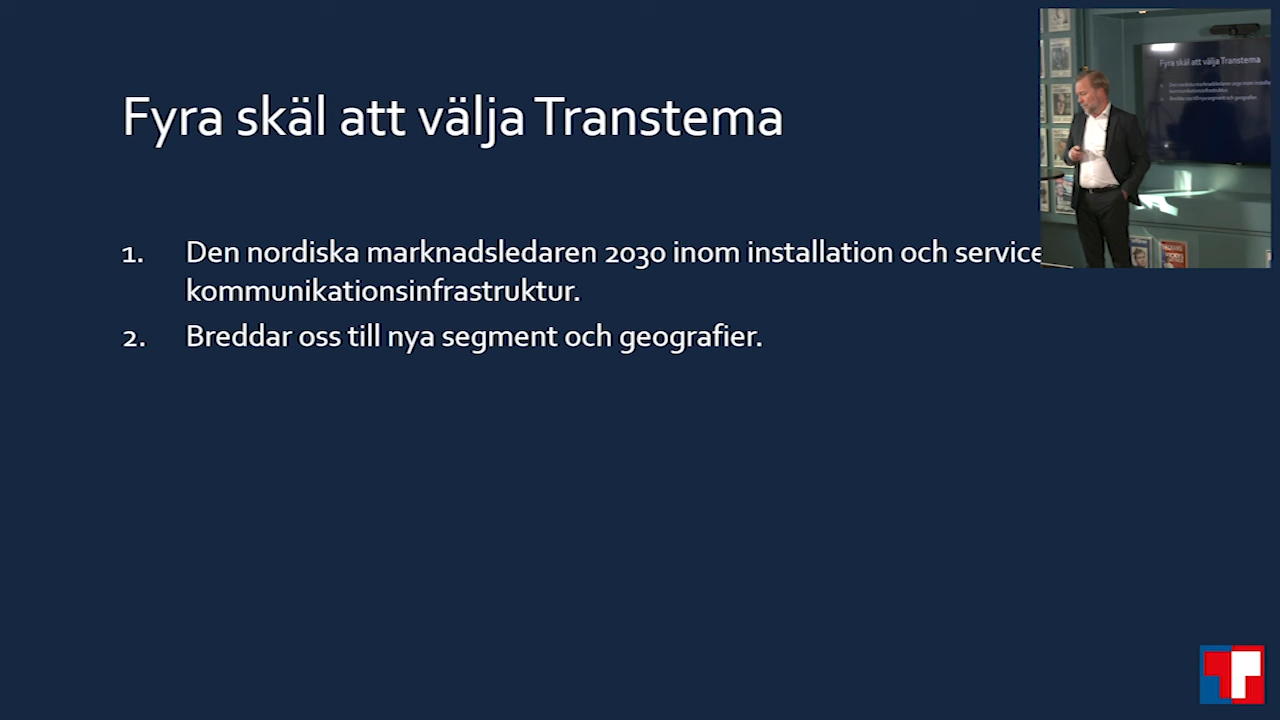 Fyra skäl att välja Transtema
1. Den nordiska marknadsledaren 2030 inom installation och service
kommunikationsinfrastruktur.
2. Breddar oss till nya segment och geografier.
Fyra skäl att välja Transtema